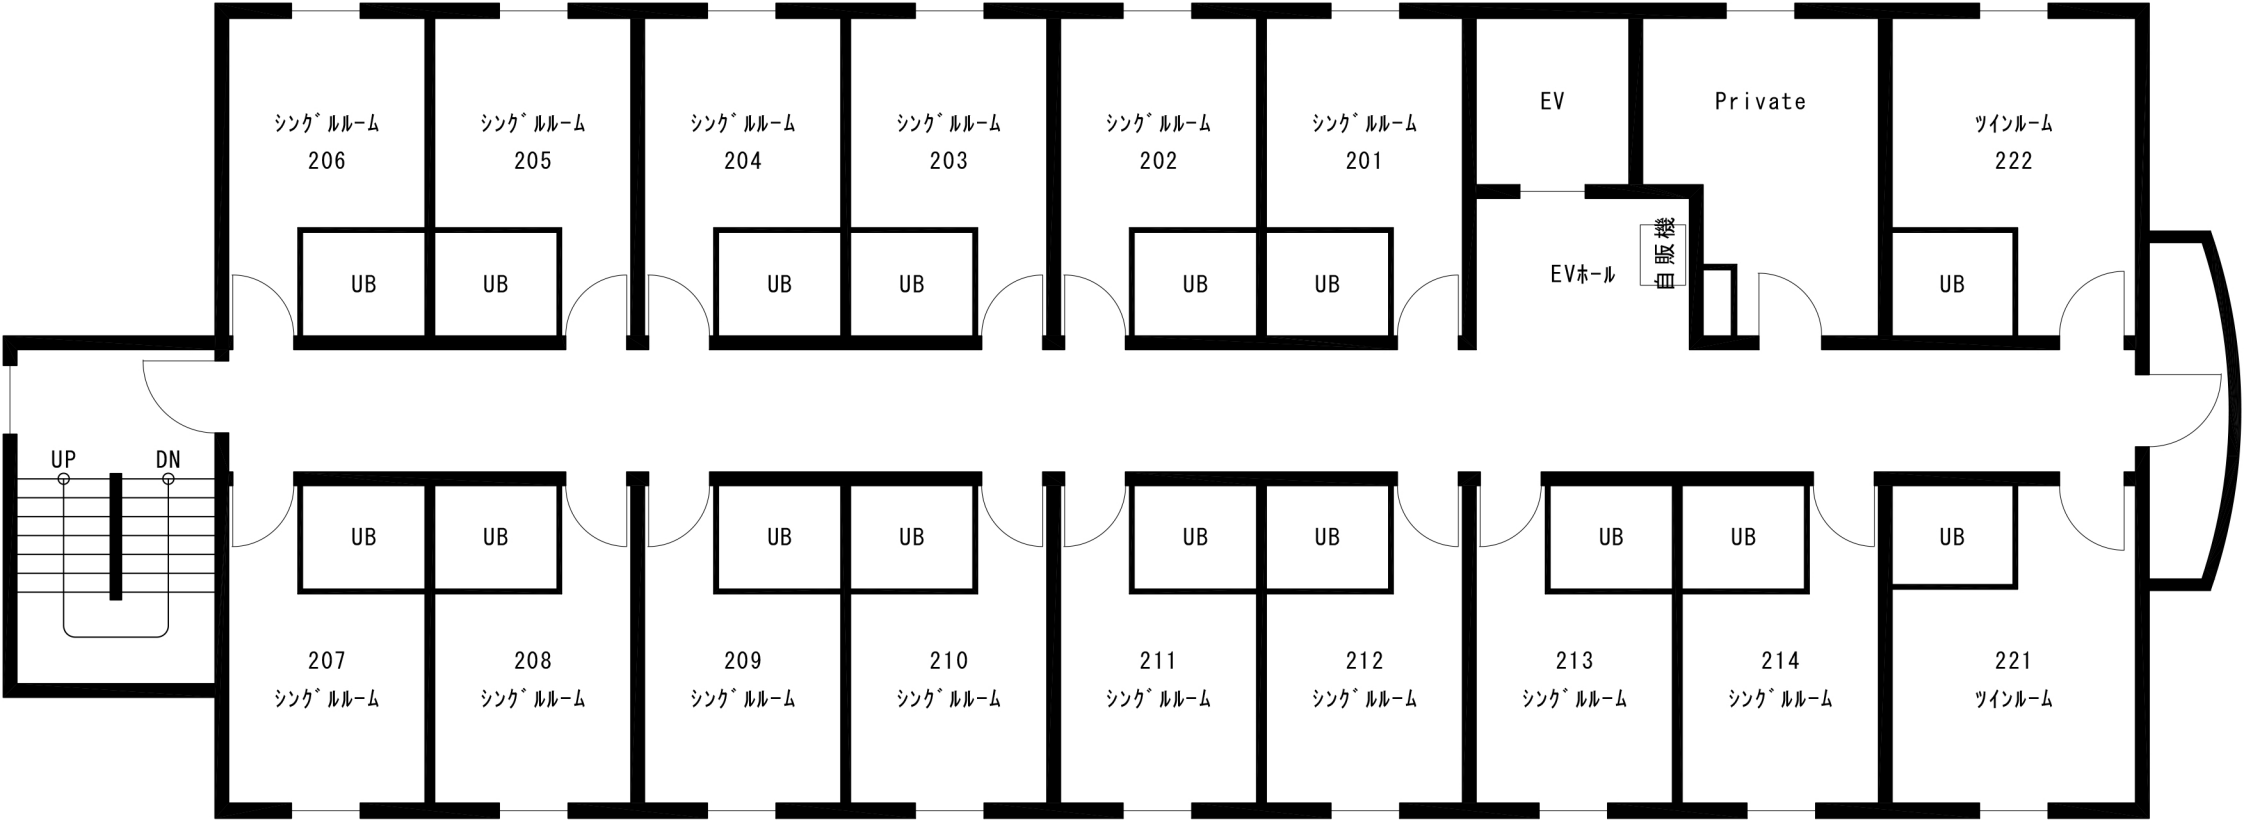 ｼﾝｸﾞﾙﾙｰﾑ
206
ｼﾝｸﾞﾙﾙｰﾑ
205
ｼﾝｸﾞﾙﾙｰﾑ
204
ｼﾝｸﾞﾙﾙｰﾑ
203
ｼﾝｸﾞﾙﾙｰﾑ
202
ｼﾝｸﾞﾙﾙｰﾑ
201
EV
Private
ﾂｲﾝﾙｰﾑ
222
UB
UB
UB
UB
UB
UB
EVﾎｰﾙ
自販機
UB
UP
DN
UB
UB
UB
UB
UB
UB
UB
UB
UB
207
ｼﾝｸﾞﾙﾙｰﾑ
208
ｼﾝｸﾞﾙﾙｰﾑ
209
ｼﾝｸﾞﾙﾙｰﾑ
210
ｼﾝｸﾞﾙﾙｰﾑ
211
ｼﾝｸﾞﾙﾙｰﾑ
212
ｼﾝｸﾞﾙﾙｰﾑ
213
ｼﾝｸﾞﾙﾙｰﾑ
214
ｼﾝｸﾞﾙﾙｰﾑ
221
ﾂｲﾝﾙｰﾑ